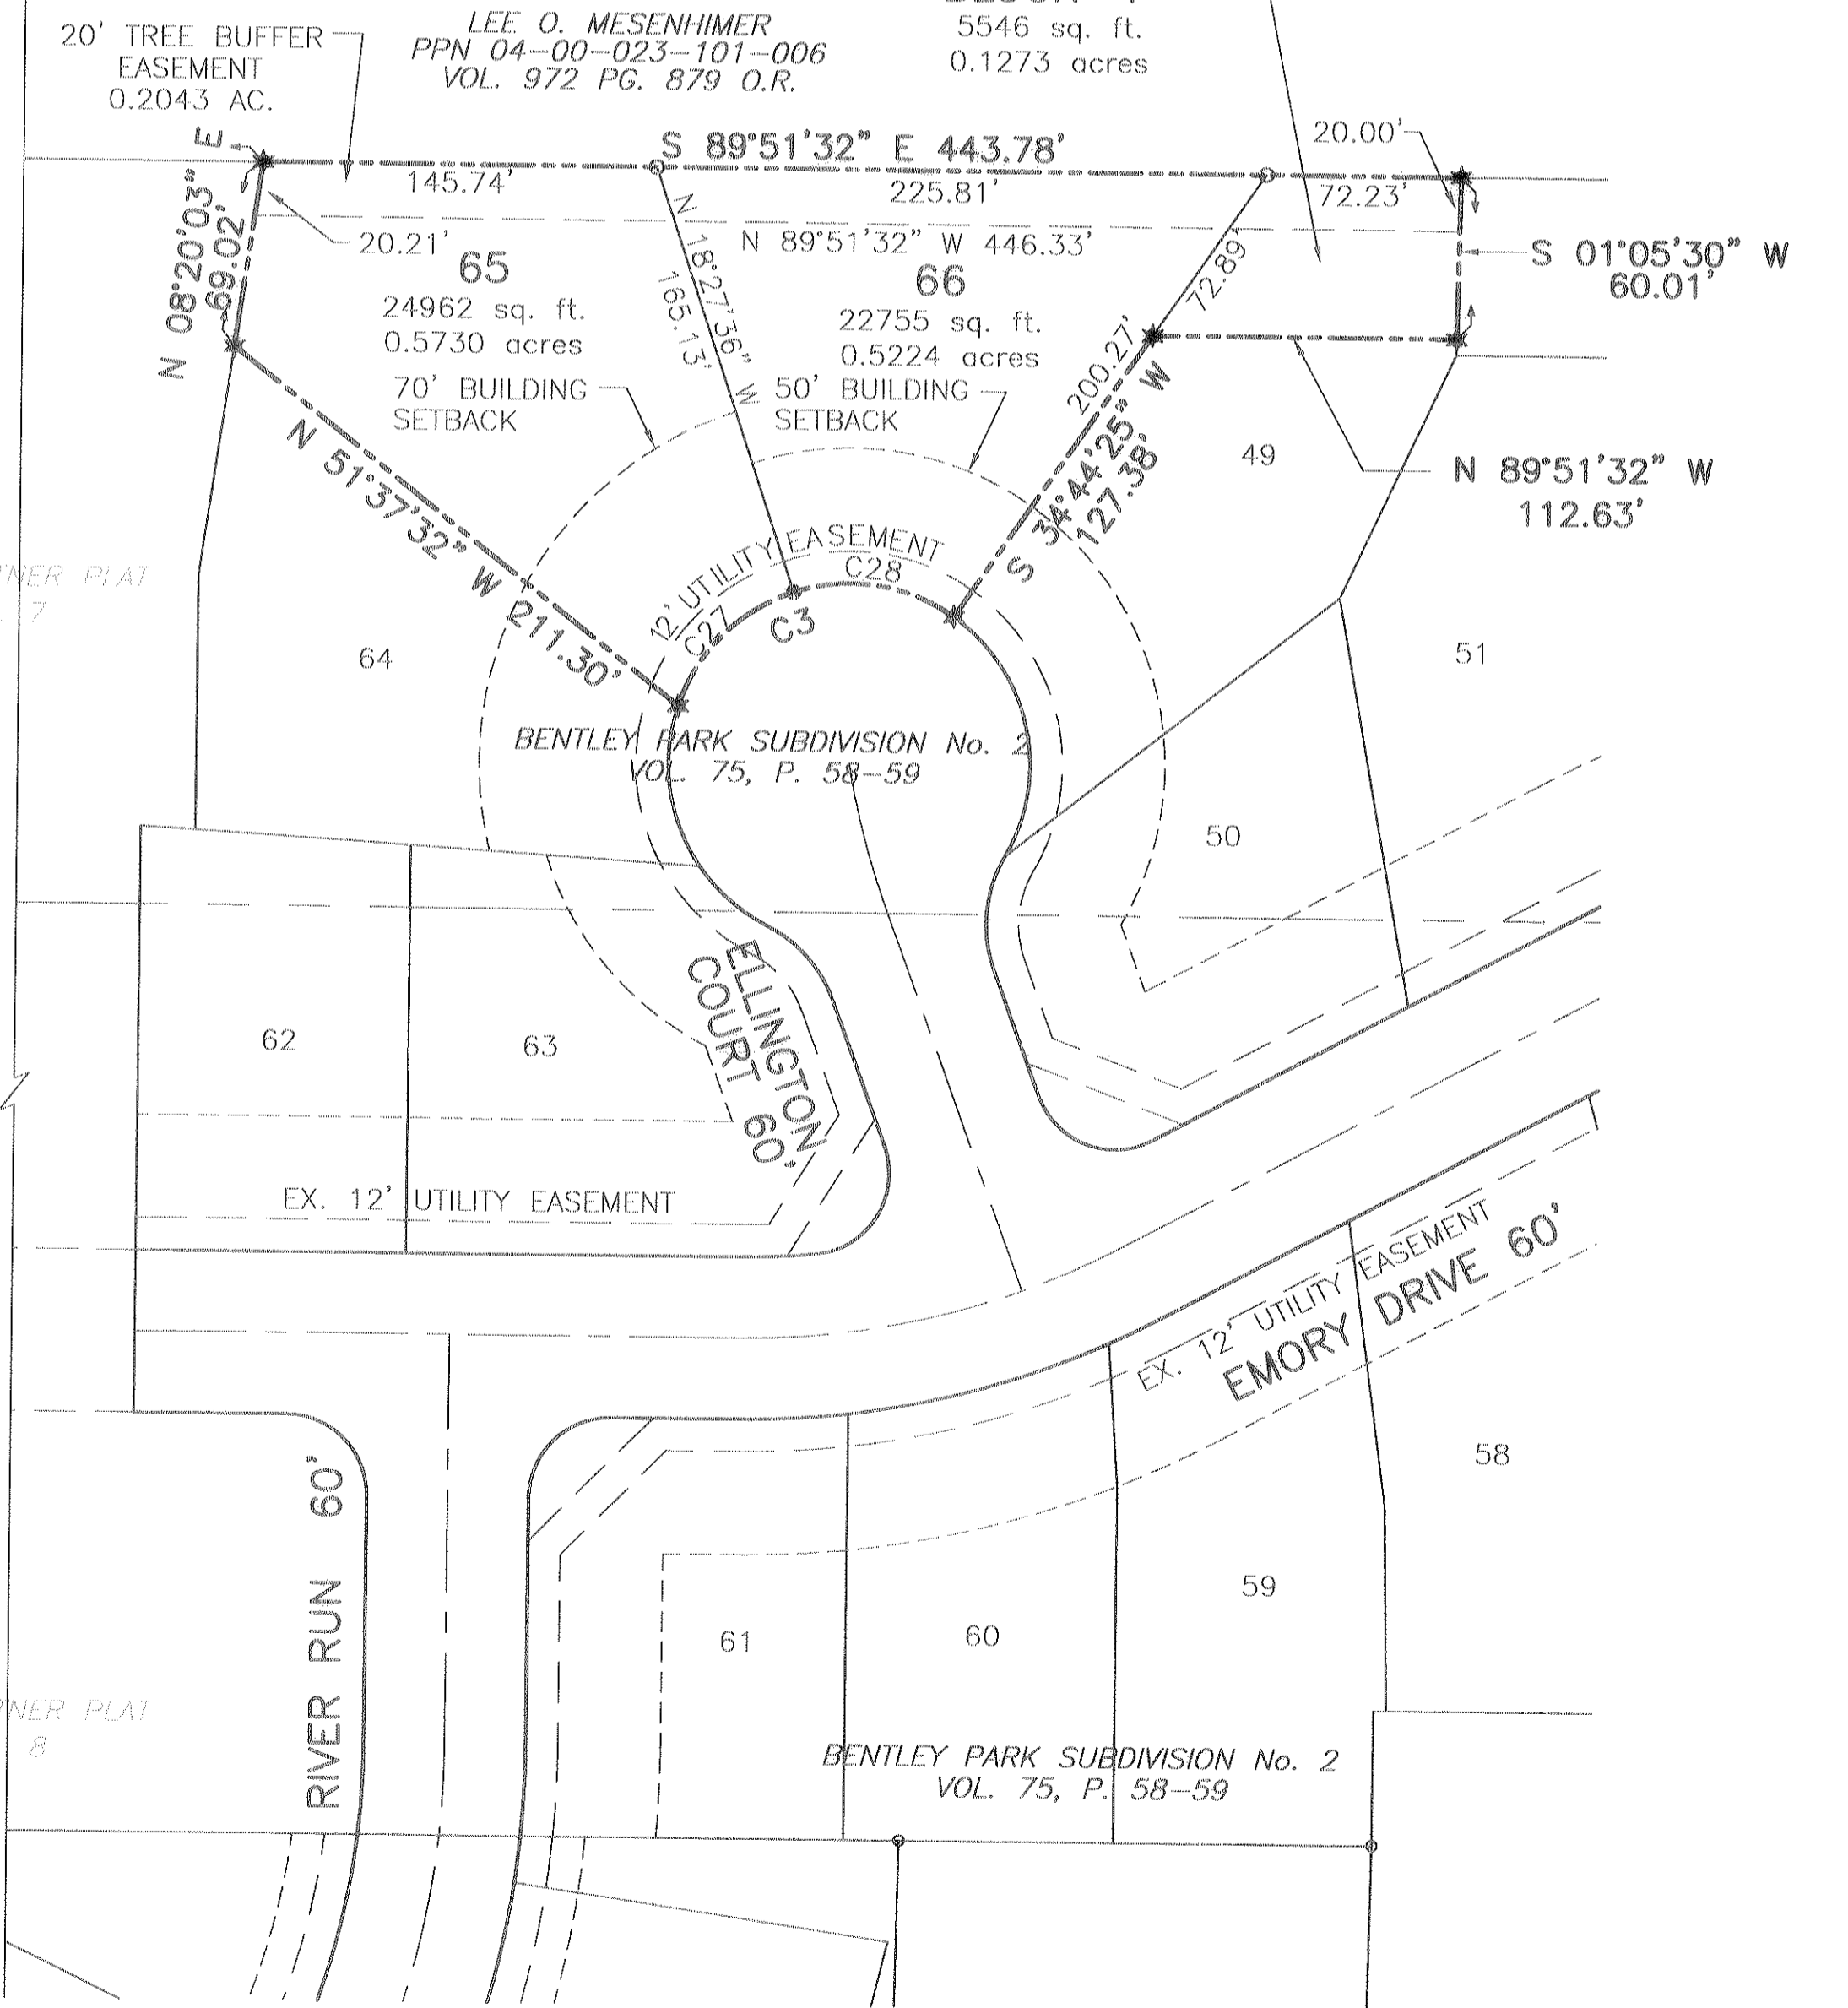 20' TREE BUFFER
EASEMENT
0.2043 AC.
LEE O. MESENHIMER
PPN 04-00-023-101-006
VOL. 972 PG. 879 O.R.
5546 sq. ft.
0.1273 acres
20.00'
S 89°51'32" E 443.78'
145.74'
225.81'
72.23'
N 08°20'03" E
69.02'
20.21'
N 89°51'32" W 446.33'
65
24962 sq. ft.
0.5730 acres
70' BUILDING
SETBACK
N 18°27'36" W
165.13'
66
22755 sq. ft.
0.5224 acres
50' BUILDING
SETBACK
72.89'
200.27'
S 34°44'25" W
127.38'
S 01°05'30" W
60.01'
49
N 89°51'32" W
112.63'
N 51°37'32" W 211.30'
12' UTILITY EASEMENT
C27
C28
C3
PLAT
7
64
51
BENTLEY PARK SUBDIVISION No. 2
VOL. 75, P. 58-59
50
62
63
ELLINGTON
COURT 60'
EX. 12' UTILITY EASEMENT
EX. 12' UTILITY EASEMENT
EMORY DRIVE 60'
58
RIVER RUN 60'
59
61
60
PLAT
8
BENTLEY PARK SUBDIVISION No. 2
VOL. 75, P. 58-59